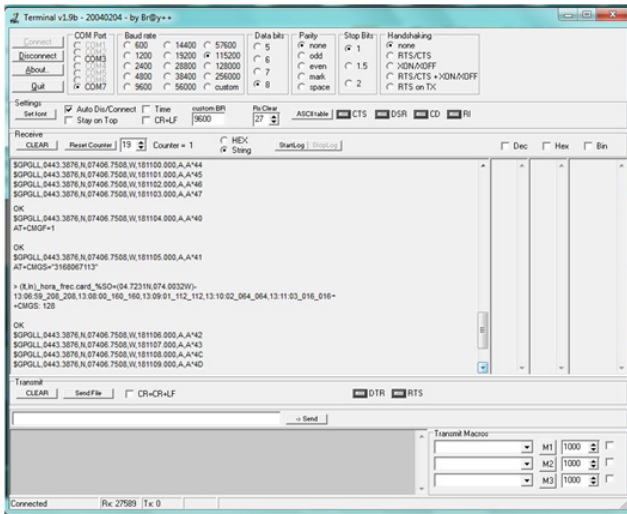 Terminal v1.9b - 20040204 - by Br@y++
Connect
Disconnect
About..
Quit
COM Port
COM1
COM2
COM3
COM4
COM5
COM7
Baud rate
600 14400 57600
1200 19200 115200
2400 28800 128000
4800 38400 256000
9600 56000 custom
Data bits
5
6
7
8
Parity
none
odd
even
mark
space
Stop Bits
1
1.5
2
Handshaking
none
RTS/CTS
XON/XOFF
RTS/CTS + XON/XOFF
RTS on TX
Settings
Set font
Auto Dis/Connect Time
Stay on Top CR=LF
custom BR
9600
Rx Clear
27
ASCII table
CTS DSR CD RI
Receive
CLEAR Reset Counter 19 Counter = 1
HEX
String
StartLog StopLog
Dec Hex Bin
$GPGLL,0443.3876,N,07406.7508,W,181100.000,A,A*44
$GPGLL,0443.3876,N,07406.7508,W,181101.000,A,A*45
$GPGLL,0443.3876,N,07406.7508,W,181102.000,A,A*46
$GPGLL,0443.3876,N,07406.7508,W,181103.000,A,A*47
OK
$GPGLL,0443.3876,N,07406.7508,W,181104.000,A,A*40
AT+CMGF=1
OK
$GPGLL,0443.3876,N,07406.7508,W,181105.000,A,A*41
AT+CMGS="3168067113"
> (lt,ln)_hora_frec.card_%SO=(04.7231N,074.0032W)-
13:06:59_208_208,13:08:00_160_160,13:09:01_112_112,13:10:02_064_064,13:11:03_016_016+
+CMGS: 128
OK
$GPGLL,0443.3876,N,07406.7508,W,181106.000,A,A*42
$GPGLL,0443.3876,N,07406.7508,W,181107.000,A,A*43
$GPGLL,0443.3876,N,07406.7508,W,181108.000,A,A*4C
$GPGLL,0443.3876,N,07406.7508,W,181109.000,A,A*4D
Transmit
CLEAR Send File CR=CR+LF
DTR RTS
-> Send
Transmit Macros
M1 1000
M2 1000
M3 1000
Connected Rx: 27589 Tx: 0